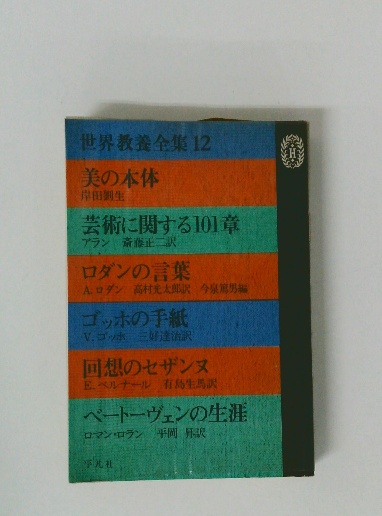 世界教養全集 12
美の本体
岸田劉生
芸術に関する101章
アラン 斎藤正二訳
ロダンの言葉
A. ロダン 高村光太郎訳 今泉篤男編
ゴッホの手紙
V. ゴッホ 三好達治訳
回想のセザンヌ
E. ベルナール 有島生馬訳
ベートーヴェンの生涯
ロマン・ロラン 平岡 昇訳
平凡社
H